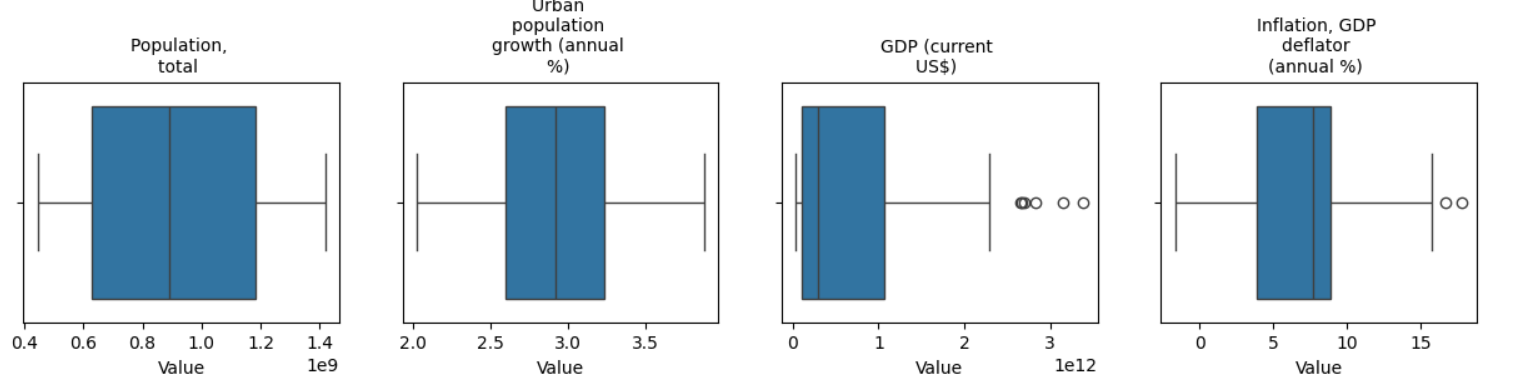 Population,
total
0.4 0.6 0.8 1.0 1.2 1.4
1e9
Value
Urban
population
growth (annual
%)
2.0 2.5 3.0 3.5
Value
GDP (current
US$)
0 1 2 3
1e12
Value
Inflation, GDP
deflator
(annual %)
0 5 10 15
Value